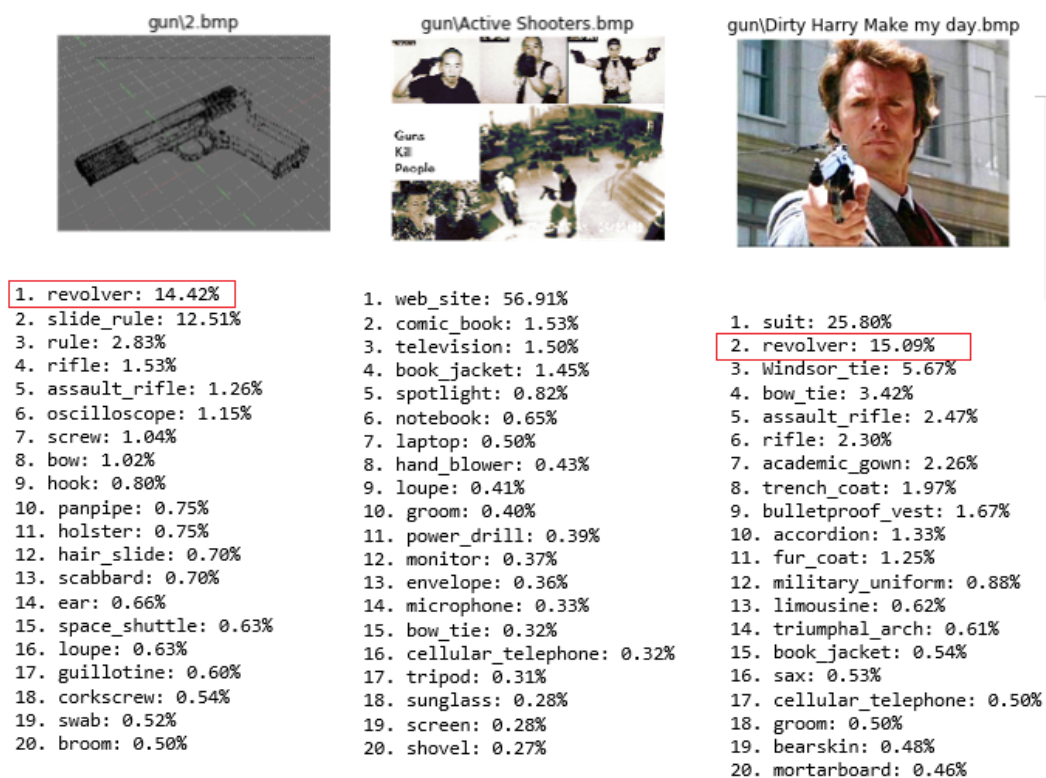 gun\2.bmp
1. revolver: 14.42%
2. slide_rule: 12.51%
3. rule: 2.83%
4. rifle: 1.53%
5. assault_rifle: 1.26%
6. oscilloscope: 1.15%
7. screw: 1.04%
8. bow: 1.02%
9. hook: 0.80%
10. panpipe: 0.75%
11. holster: 0.75%
12. hair_slide: 0.70%
13. scabbard: 0.70%
14. ear: 0.66%
15. space_shuttle: 0.63%
16. loupe: 0.63%
17. guillotine: 0.60%
18. corkscrew: 0.54%
19. swab: 0.52%
20. broom: 0.50%
gun\Active Shooters.bmp
Guns
Kill
People
1. web_site: 56.91%
2. comic_book: 1.53%
3. television: 1.50%
4. book_jacket: 1.45%
5. spotlight: 0.82%
6. notebook: 0.65%
7. laptop: 0.50%
8. hand_blower: 0.43%
9. loupe: 0.41%
10. groom: 0.40%
11. power_drill: 0.39%
12. monitor: 0.37%
13. envelope: 0.36%
14. microphone: 0.33%
15. bow_tie: 0.32%
16. cellular_telephone: 0.32%
17. tripod: 0.31%
18. sunglass: 0.28%
19. screen: 0.28%
20. shovel: 0.27%
gun\Dirty Harry Make my day.bmp
1. suit: 25.80%
2. revolver: 15.09%
3. Windsor_tie: 5.67%
4. bow_tie: 3.42%
5. assault_rifle: 2.47%
6. rifle: 2.30%
7. academic_gown: 2.26%
8. trench_coat: 1.97%
9. bulletproof_vest: 1.67%
10. accordion: 1.33%
11. fur_coat: 1.25%
12. military_uniform: 0.88%
13. limousine: 0.62%
14. triumphal_arch: 0.61%
15. book_jacket: 0.54%
16. sax: 0.53%
17. cellular_telephone: 0.50%
18. groom: 0.50%
19. bearskin: 0.48%
20. mortarboard: 0.46%